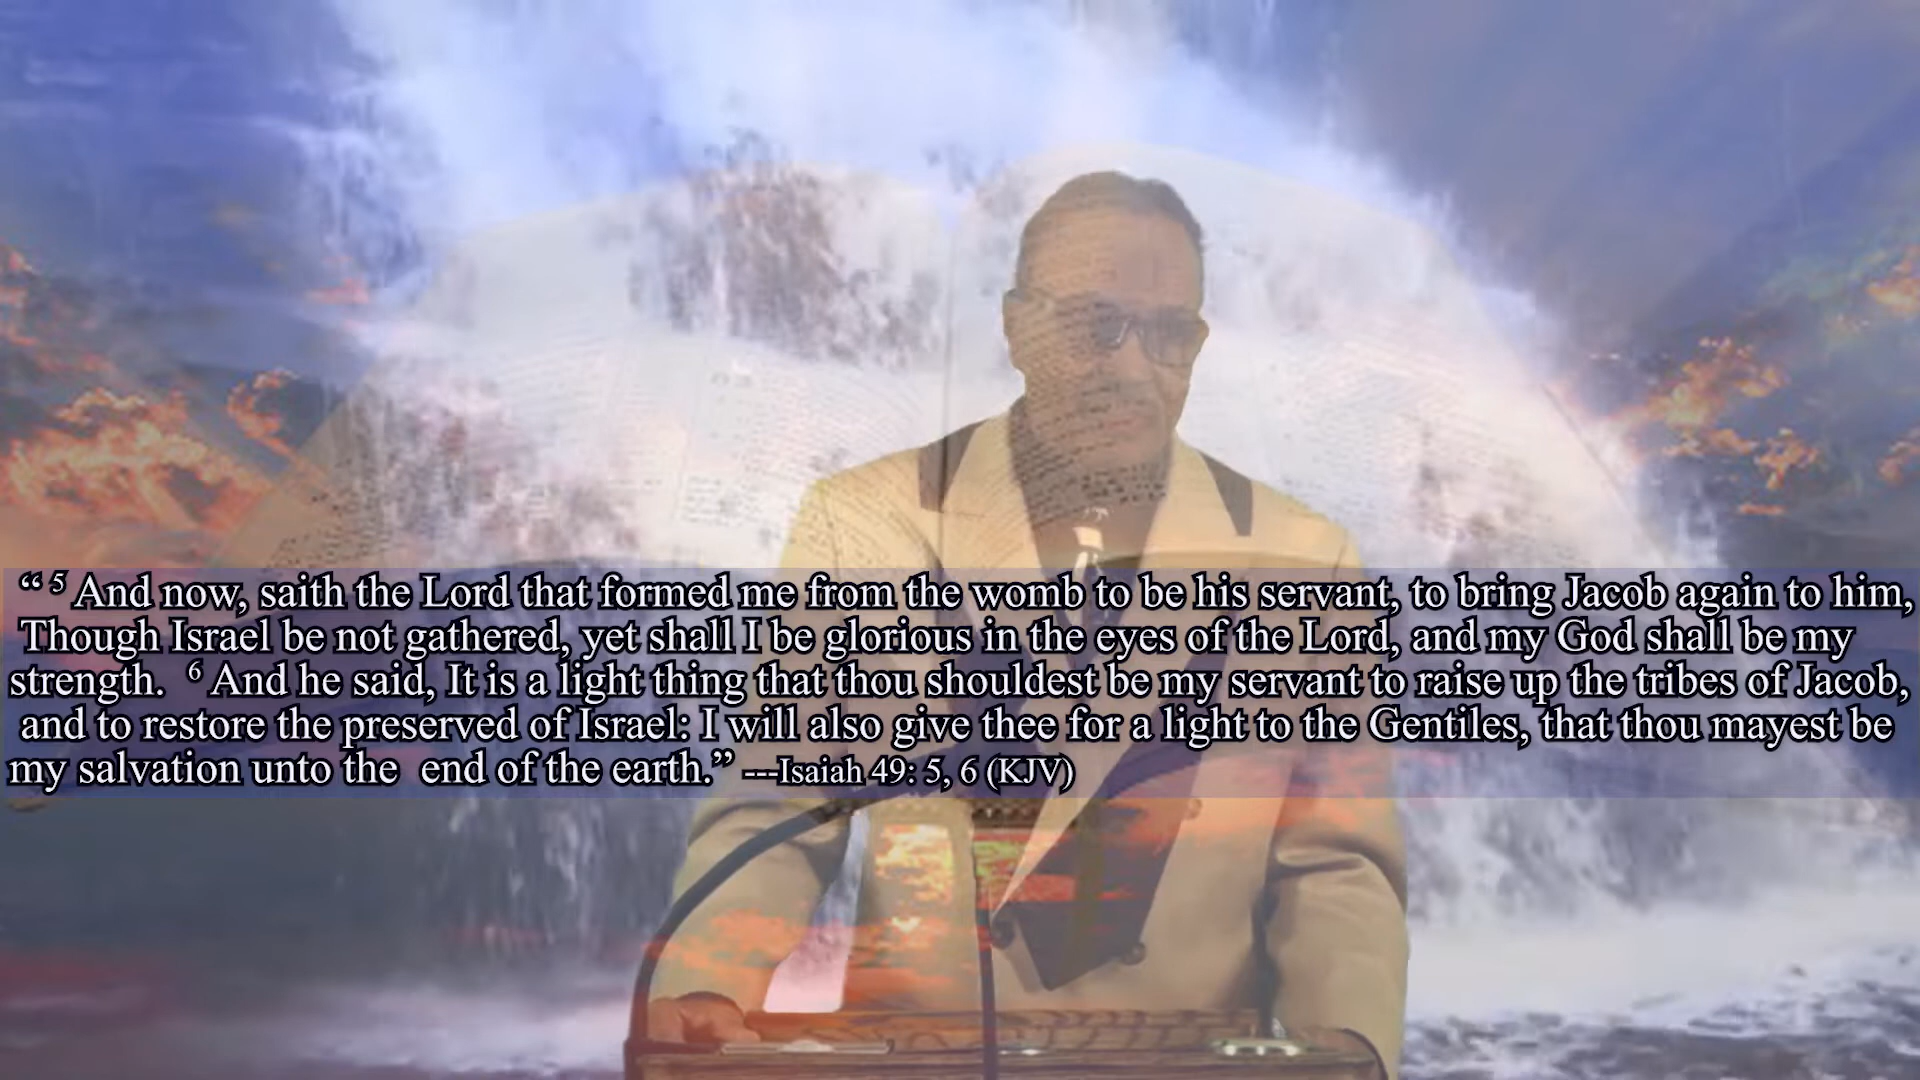 “ 5 And now, saith the Lord that formed me from the womb to be his servant, to bring Jacob again to him,
Though Israel be not gathered, yet shall I be glorious in the eyes of the Lord, and my God shall be my
strength. 6 And he said, It is a light thing that thou shouldest be my servant to raise up the tribes of Jacob,
and to restore the preserved of Israel: I will also give thee for a light to the Gentiles, that thou mayest be
my salvation unto the end of the earth.” ---Isaiah 49: 5, 6 (KJV)